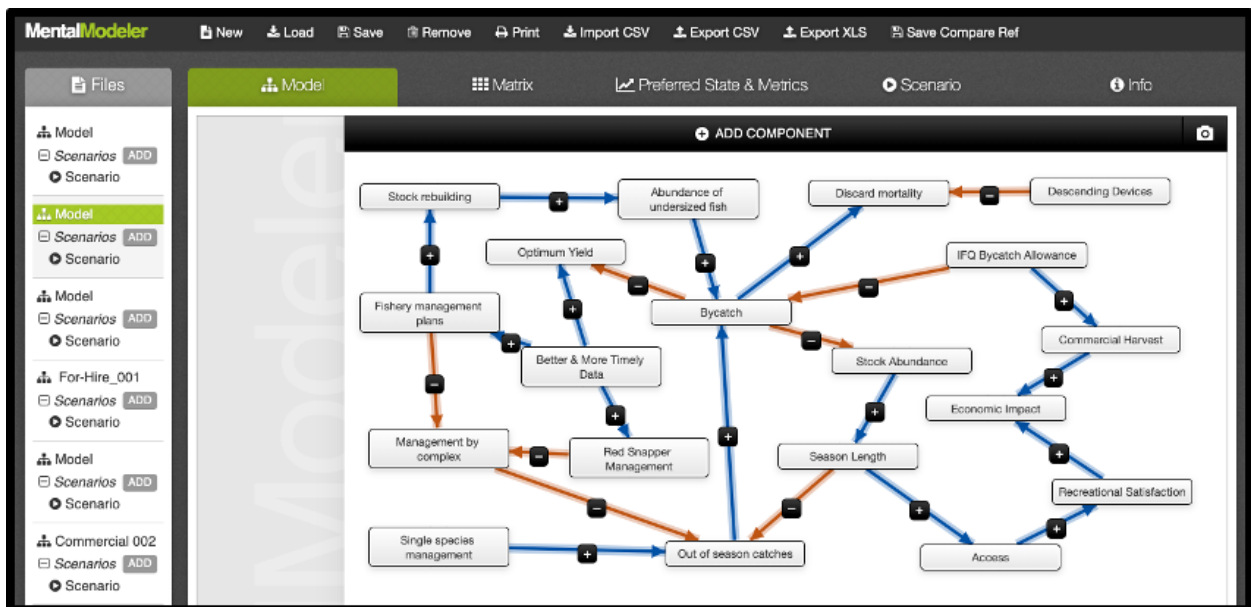 MentalModeler
New Load Save Remove Print Import CSV Export CSV Export XLS Save Compare Ref
Files Model Matrix Preferred State & Metrics Scenario Info
ADD COMPONENT
Model
Scenarios ADD
Scenario
Model
Scenarios ADD
Scenario
Model
Scenarios ADD
Scenario
For-Hire_001
Scenarios ADD
Scenario
Model
Scenarios ADD
Scenario
Commercial 002
Scenarios ADD
Scenario
Model
Stock rebuilding
Abundance of
undersized fish
Discard mortality
Descending Devices
Optimum Yield
IFQ Bycatch Allowance
Fishery management
plans
Bycatch
Commercial Harvest
Better & More Timely
Data
Stock Abundance
Economic Impact
Management by
complex
Red Snapper
Management
Season Length
Recreational Satisfaction
Single species
management
Out of season catches
Access